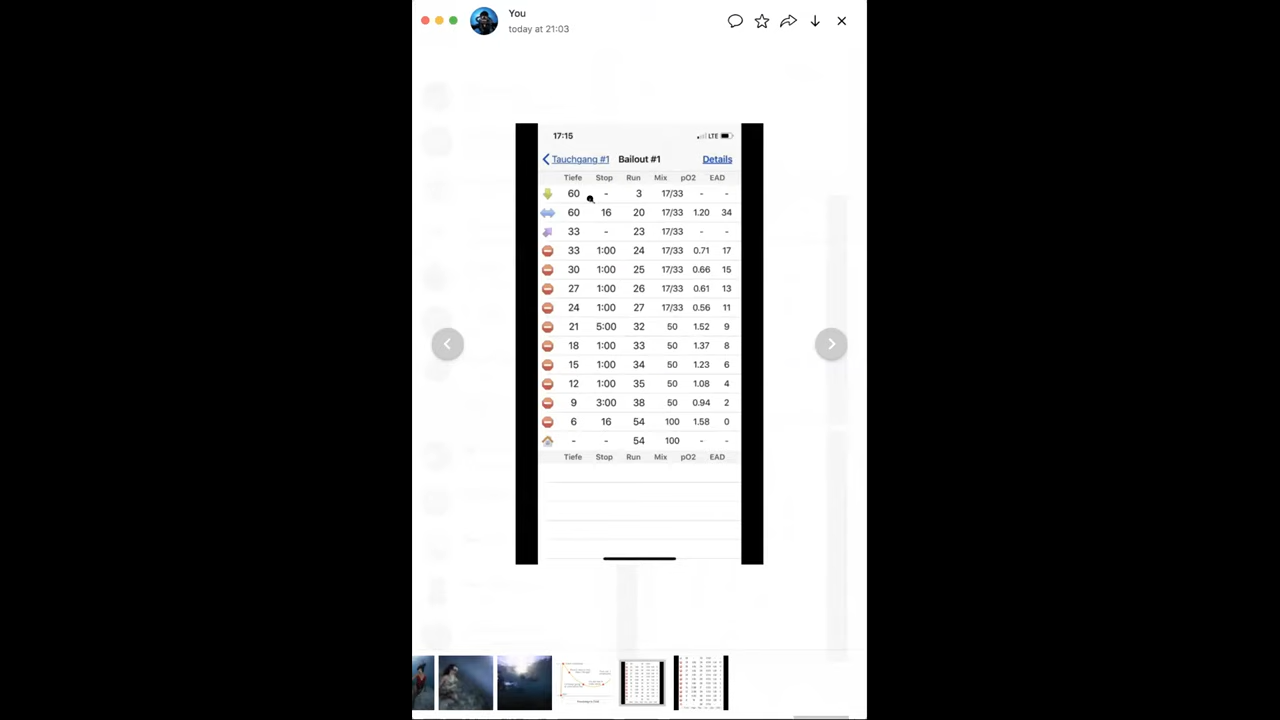 You
today at 21:03
17:15 LTE
Tauchgang #1 Bailout #1 Details
Tiefe Stop Run Mix pO2 EAD
60 - 3 17/33 - -
60 16 20 17/33 1.20 34
33 - 23 17/33 - -
33 1:00 24 17/33 0.71 17
30 1:00 25 17/33 0.66 15
27 1:00 26 17/33 0.61 13
24 1:00 27 17/33 0.56 11
21 5:00 32 50 1.52 9
18 1:00 33 50 1.37 8
15 1:00 34 50 1.23 6
12 1:00 35 50 1.08 4
9 3:00 38 50 0.94 2
6 16 54 100 1.58 0
- - 54 100 - -
Tiefe Stop Run Mix pO2 EAD